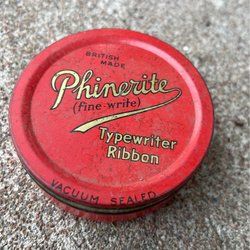 BRITISH
MADE
Phinerite
(fine-write)
Typewriter
Ribbon
VACUUM SEALED